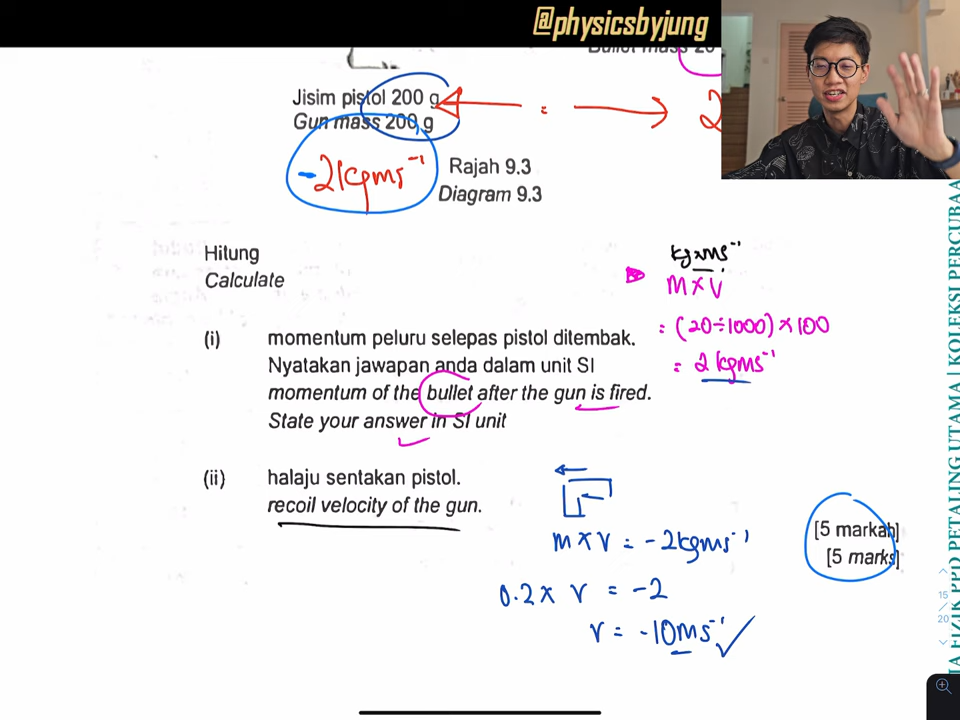 @physicsbyjung
Bullet mass 20
Jisim pistol 200 g
Gun mass 200 g
2
-2kgms⁻¹
Rajah 9.3
Diagram 9.3
Hitung
Calculate
kgms⁻¹
m×v
(i) momentum peluru selepas pistol ditembak.
Nyatakan jawapan anda dalam unit SI
momentum of the bullet after the gun is fired.
State your answer in SI unit
= (20÷1000)×100
= 2kgms⁻¹
(ii) halaju sentakan pistol.
recoil velocity of the gun.
m×v = -2kgms⁻¹
0.2× v = -2
v = -10ms⁻¹
[5 markah]
[5 marks]
15
/
20
A FIZIK PPD PETALING UTAMA | KOLEKSI PERCUBAA